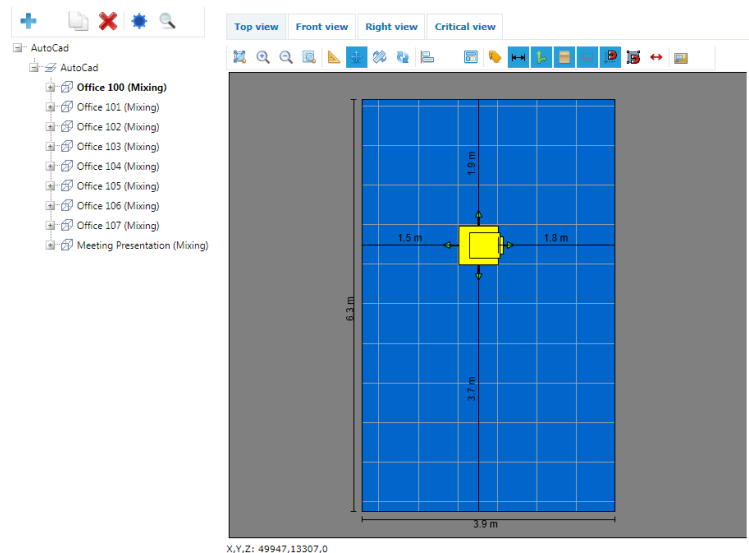 Top view Front view Right view Critical view
AutoCad
AutoCad
Office 100 (Mixing)
Office 101 (Mixing)
Office 102 (Mixing)
Office 103 (Mixing)
Office 104 (Mixing)
Office 105 (Mixing)
Office 106 (Mixing)
Office 107 (Mixing)
Meeting Presentation (Mixing)
1.9 m
1.5 m
1.8 m
6.3 m
3.7 m
3.9 m
X,Y,Z: 49947,13307,0